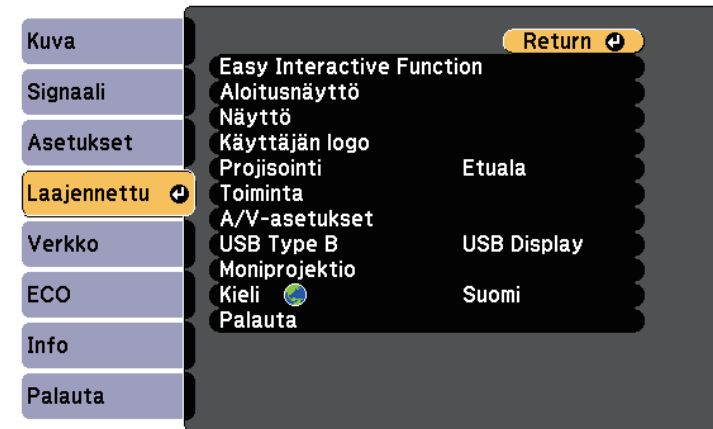 Kuva
Signaali
Asetukset
Laajennettu
Verkko
ECO
Info
Palauta
Return
Easy Interactive Function
Aloitusnäyttö
Näyttö
Käyttäjän logo
Projisointi Etuala
Toiminta
A/V-asetukset
USB Type B USB Display
Moniprojektio
Kieli Suomi
Palauta